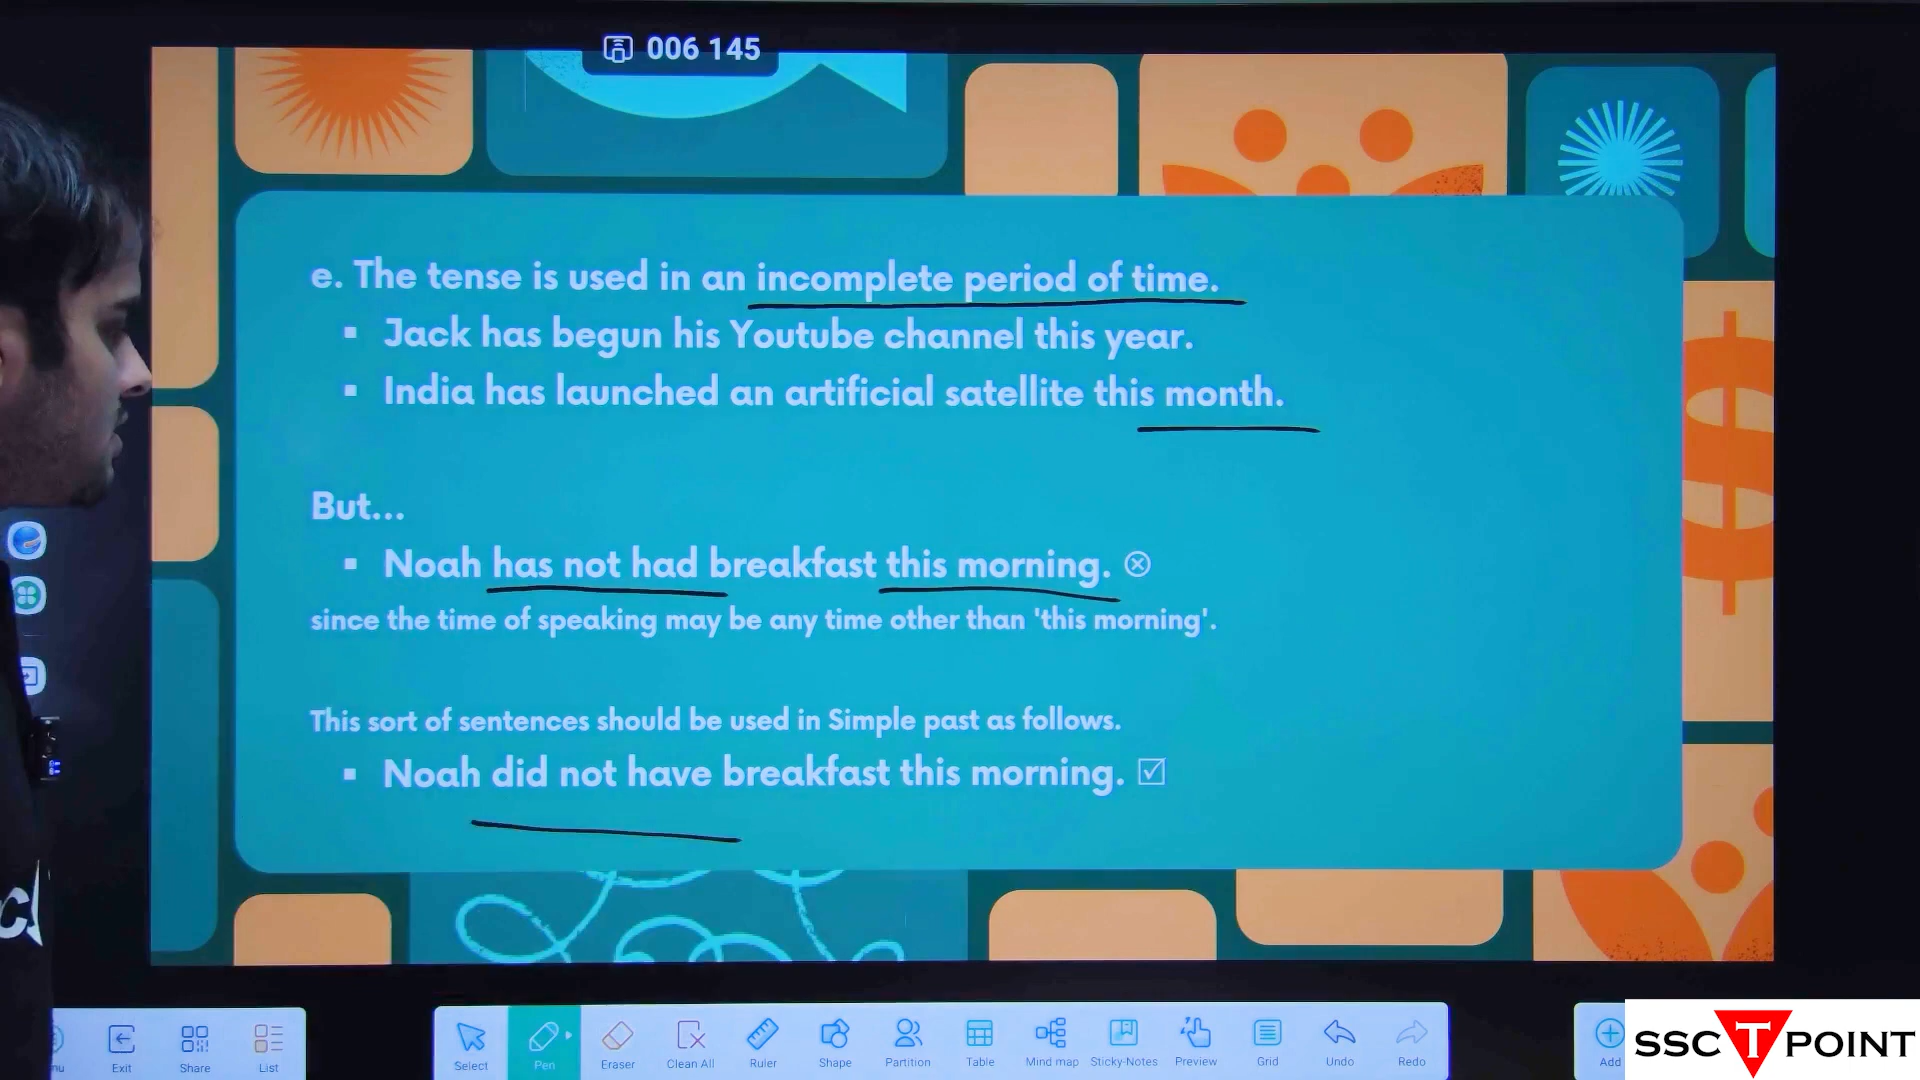 006 145
e. The tense is used in an incomplete period of time.
▪ Jack has begun his Youtube channel this year.
▪ India has launched an artificial satellite this month.
But...
▪ Noah has not had breakfast this morning. ⊗
since the time of speaking may be any time other than 'this morning'.
This sort of sentences should be used in Simple past as follows.
▪ Noah did not have breakfast this morning. ☑
Exit Share List Select Pen Eraser Clean All Ruler Shape Partition Table Mind map Sticky-Notes Preview Grid Undo Redo Add
SSC T POINT